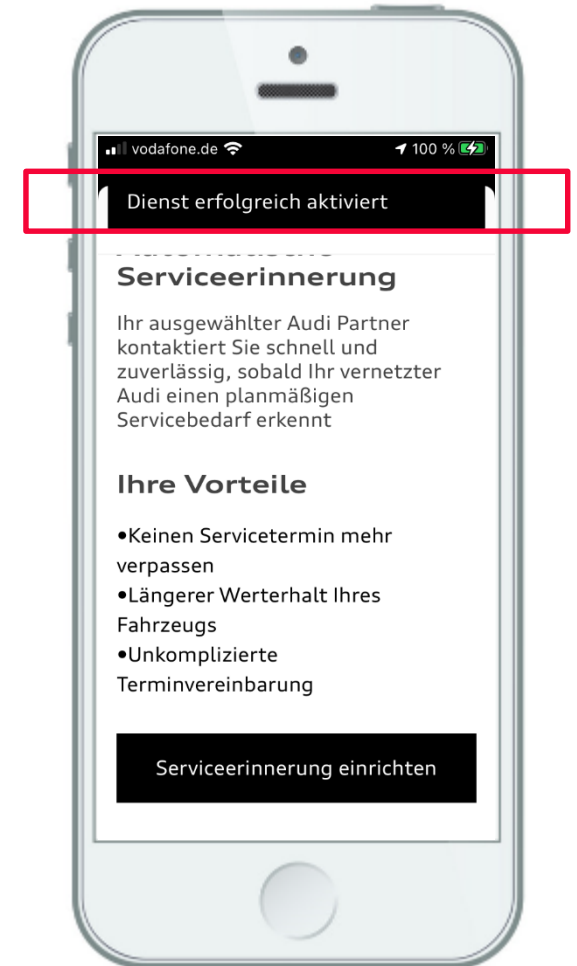 vodafone.de
100 %
Dienst erfolgreich aktiviert
Serviceerinnerung
Ihr ausgewählter Audi Partner
kontaktiert Sie schnell und
zuverlässig, sobald Ihr vernetzter
Audi einen planmäßigen
Servicebedarf erkennt
Ihre Vorteile
•Keinen Servicetermin mehr
verpassen
•Längerer Werterhalt Ihres
Fahrzeugs
•Unkomplizierte
Terminvereinbarung
Serviceerinnerung einrichten